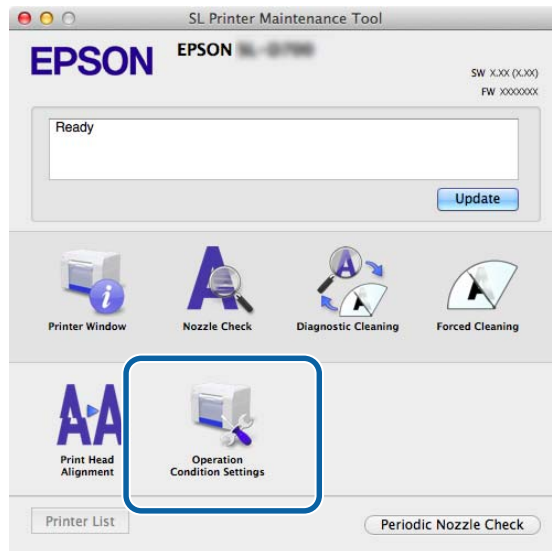 SL Printer Maintenance Tool
EPSON
EPSON
SW X.XX (X.XX)
FW XXXXXXX
Ready
Update
Printer Window
Nozzle Check
Diagnostic Cleaning
Forced Cleaning
Print Head
Alignment
Operation
Condition Settings
Printer List
Periodic Nozzle Check